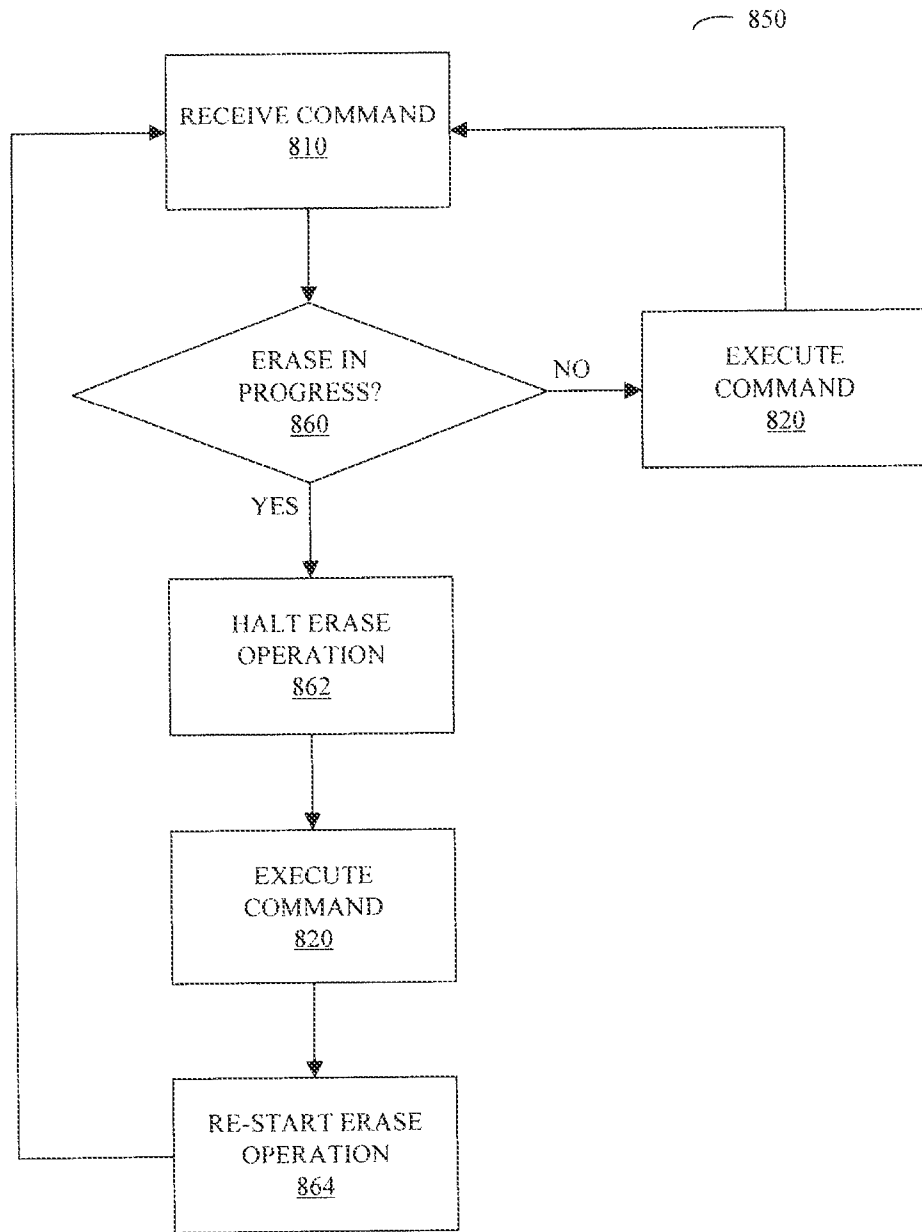 850
RECEIVE COMMAND
810
ERASE IN
PROGRESS?
860
NO
EXECUTE
COMMAND
820
YES
HALT ERASE
OPERATION
862
EXECUTE
COMMAND
820
RE-START ERASE
OPERATION
864